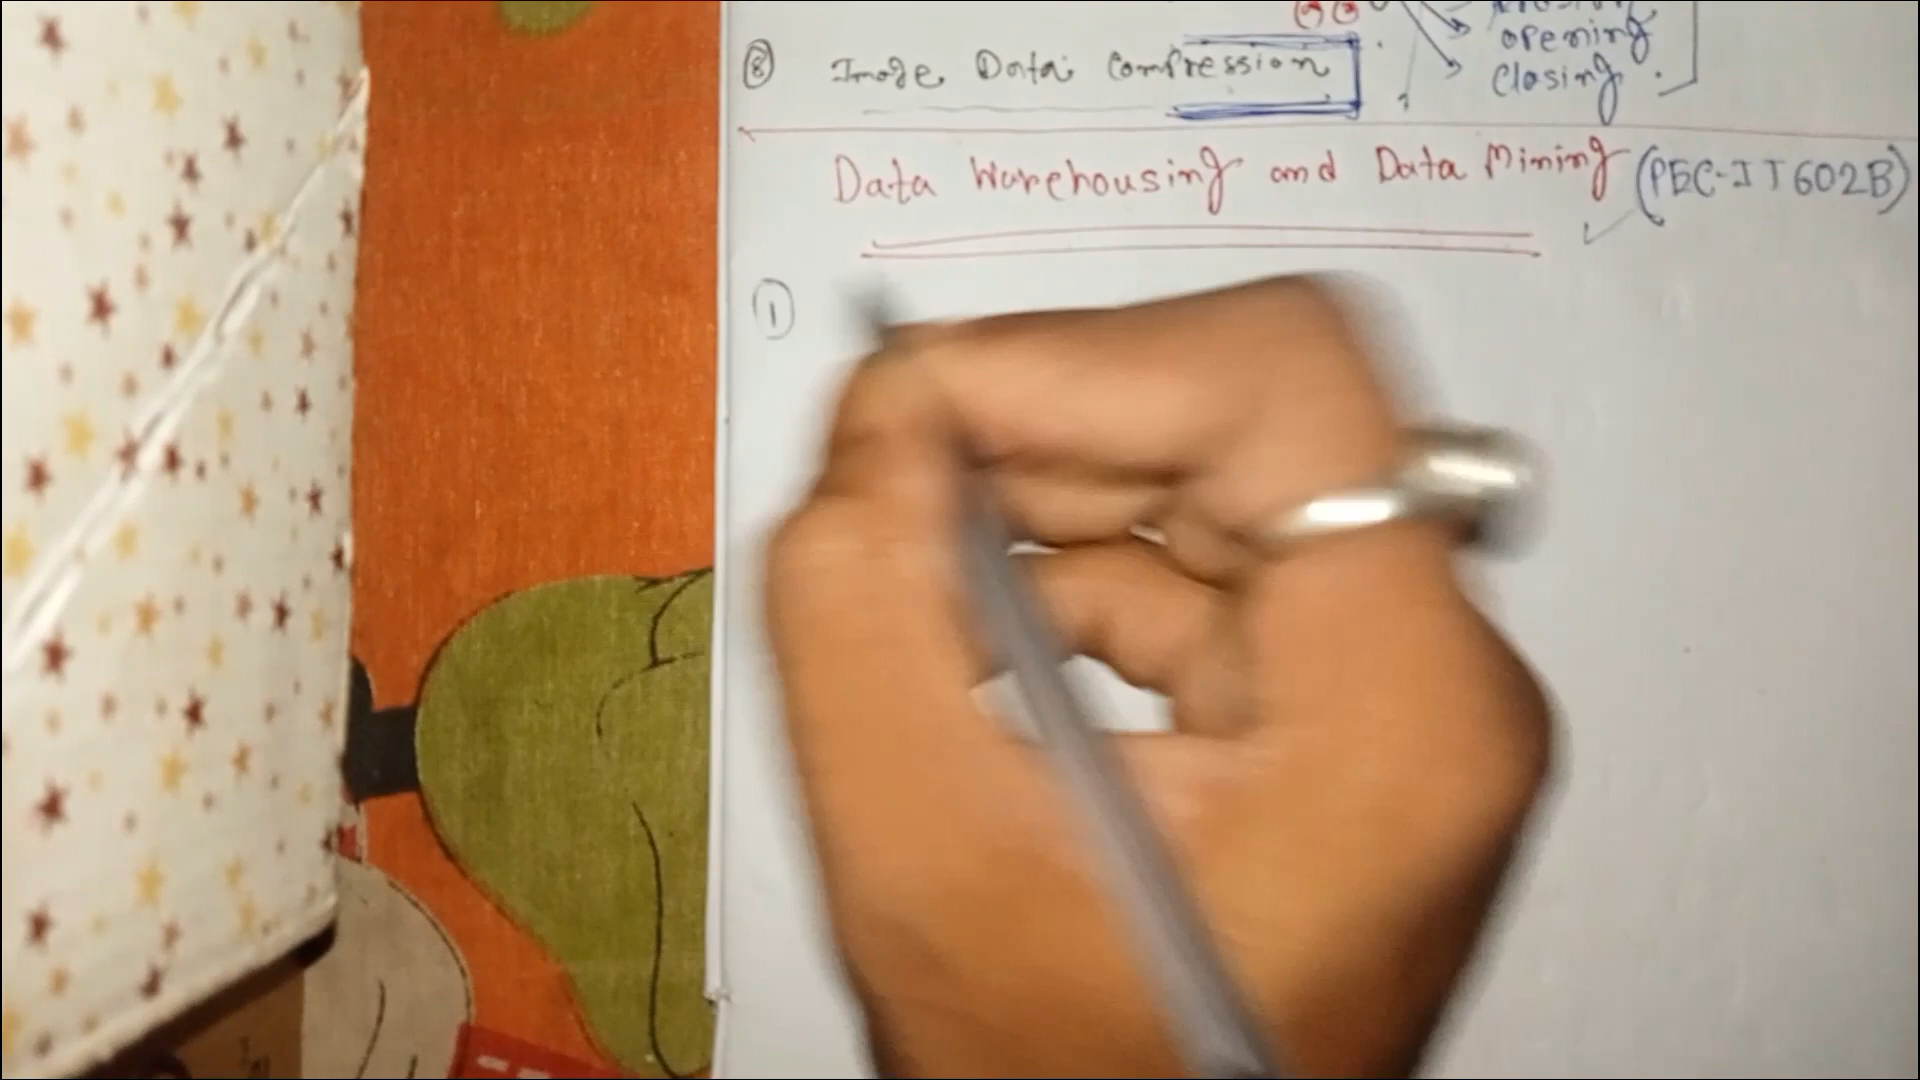 opening
⑧ Image Data Compression
closing.
Data Warehousing and Data Mining (PEC-IT602B)
①